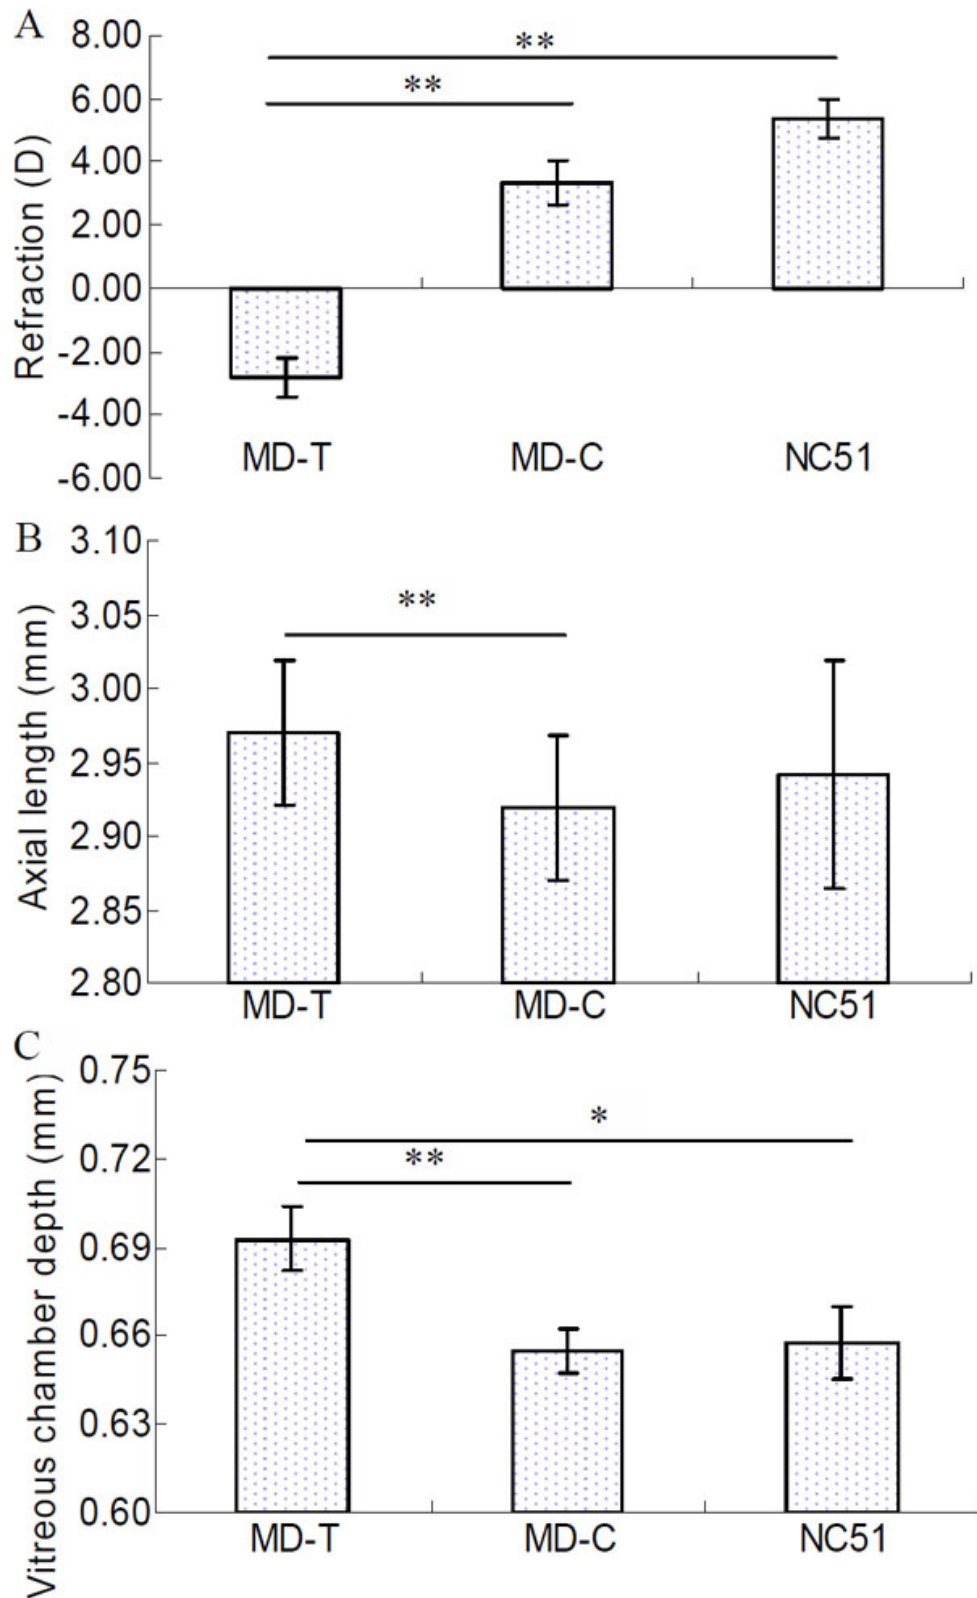 A
Refraction (D)
8.00
6.00
4.00
2.00
0.00
-2.00
-4.00
-6.00
**
**
MD-T MD-C NC51
B
Axial length (mm)
3.10
3.05
3.00
2.95
2.90
2.85
2.80
**
MD-T MD-C NC51
C
Vitreous chamber depth (mm)
0.75
0.72
0.69
0.66
0.63
0.60
*
**
MD-T MD-C NC51